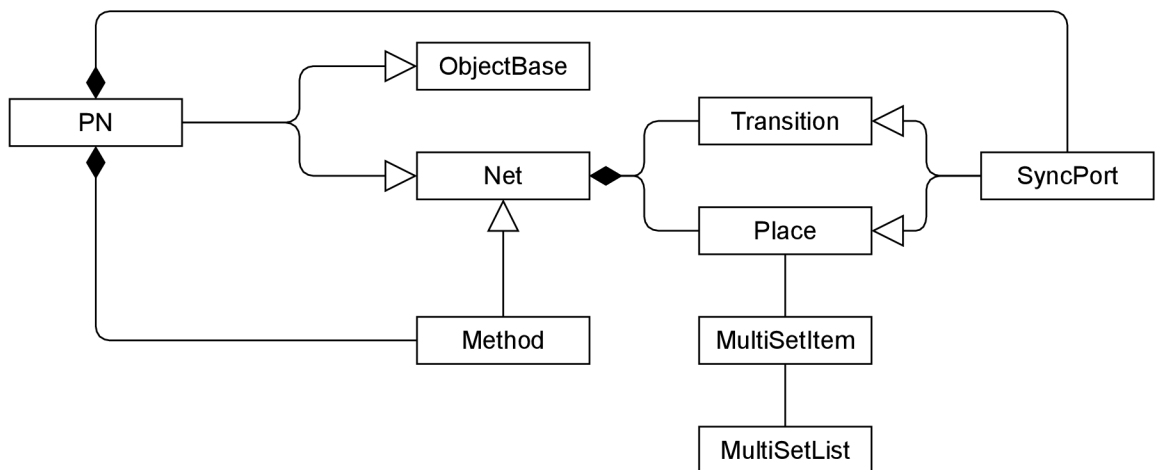 ObjectBase
PN
Transition
Net
SyncPort
Place
Method
MultiSetItem
MultiSetList